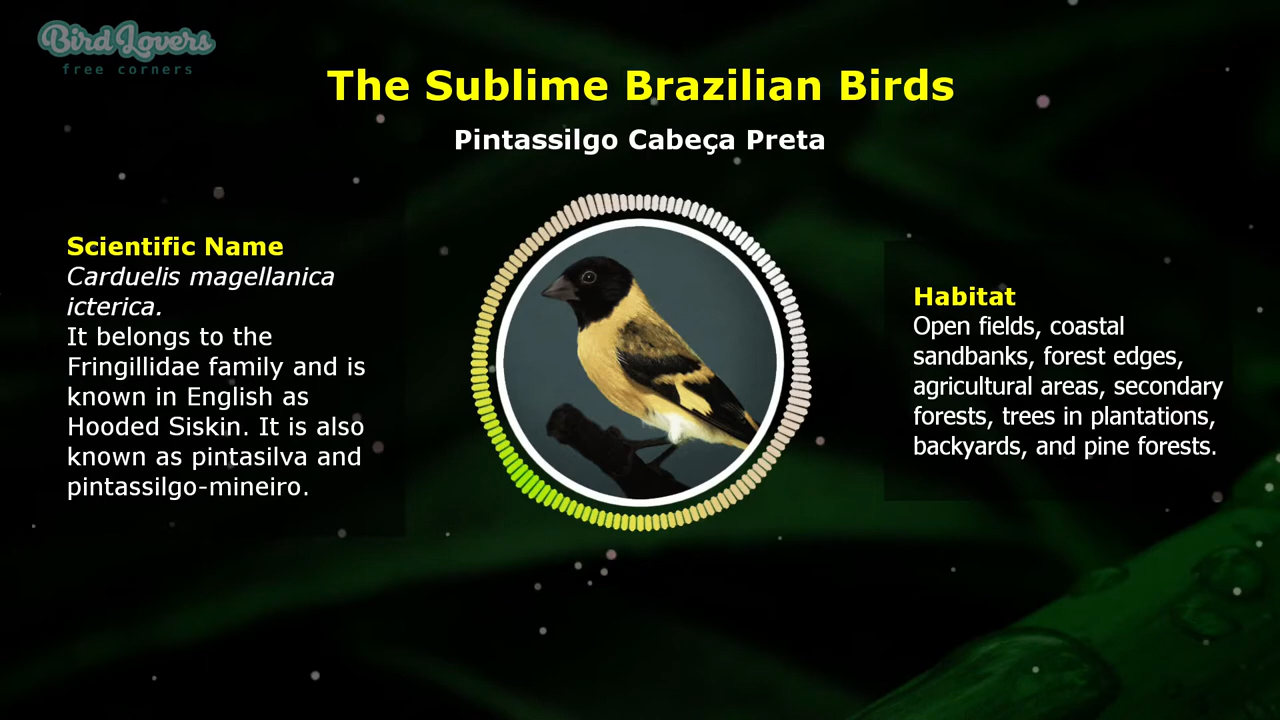 Bird Lovers
free corners
The Sublime Brazilian Birds
Pintassilgo Cabeça Preta
Scientific Name
Carduelis magellanica
icterica.
It belongs to the
Fringillidae family and is
known in English as
Hooded Siskin. It is also
known as pintasilva and
pintassilgo-mineiro.
Habitat
Open fields, coastal
sandbanks, forest edges,
agricultural areas, secondary
forests, trees in plantations,
backyards, and pine forests.